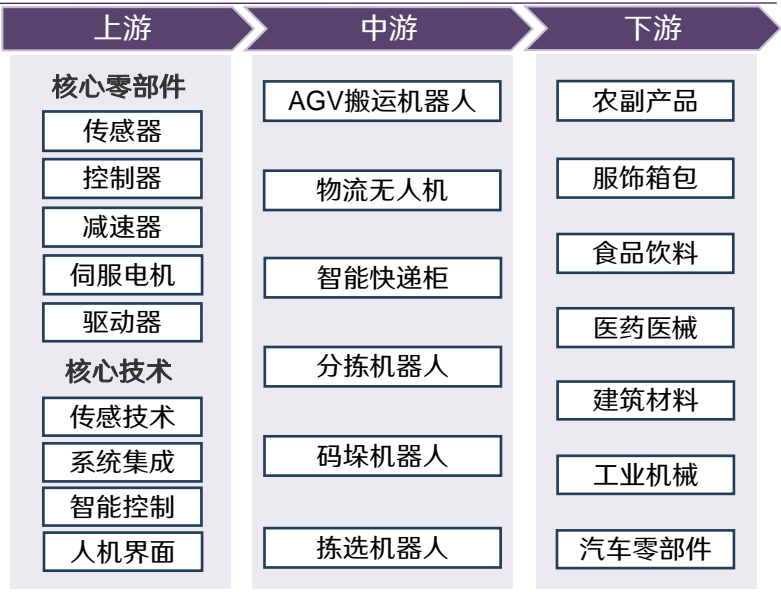 上游
核心零部件
传感器
控制器
减速器
伺服电机
驱动器
核心技术
传感技术
系统集成
智能控制
人机界面
中游
AGV搬运机器人
物流无人机
智能快递柜
分拣机器人
码垛机器人
拣选机器人
下游
农副产品
服饰箱包
食品饮料
医药医械
建筑材料
工业机械
汽车零部件